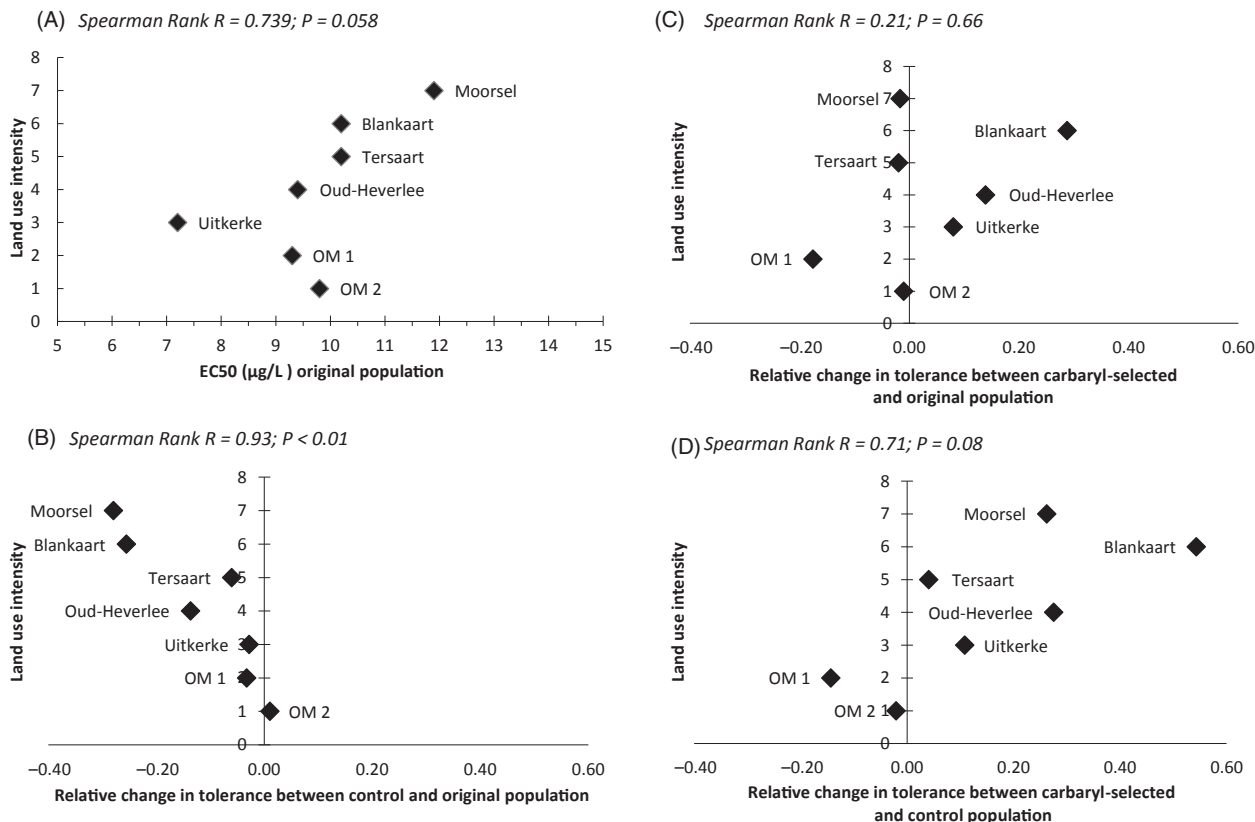 (A) Spearman Rank R = 0.739; P = 0.058
Land use intensity
8
7
6
5
4
3
2
1
0
Moorsel
Blankaart
Tersaart
Oud-Heverlee
Uitkerke
OM 1
OM 2
5 6 7 8 9 10 11 12 13 14 15
EC50 (µg/L ) original population
(B) Spearman Rank R = 0.93; P < 0.01
Land use intensity
8
Moorsel 7
Blankaart 6
Tersaart 5
Oud-Heverlee 4
Uitkerke 3
OM 1 2
1 OM 2
0
−0.40 −0.20 0.00 0.20 0.40 0.60
Relative change in tolerance between control and original population
(C) Spearman Rank R = 0.21; P = 0.66
Land use intensity
8
Moorsel 7
6 Blankaart
Tersaart 5
4 Oud-Heverlee
3 Uitkerke
OM 1 2
1 OM 2
0
−0.40 −0.20 0.00 0.20 0.40 0.60
Relative change in tolerance between carbaryl-selected
and original population
(D) Spearman Rank R = 0.71; P = 0.08
Land use intensity
8
7 Moorsel
6 Blankaart
5 Tersaart
4 Oud-Heverlee
3 Uitkerke
OM 1 2
OM 2 1
0
−0.40 −0.20 0.00 0.20 0.40 0.60
Relative change in tolerance between carbaryl-selected
and control population